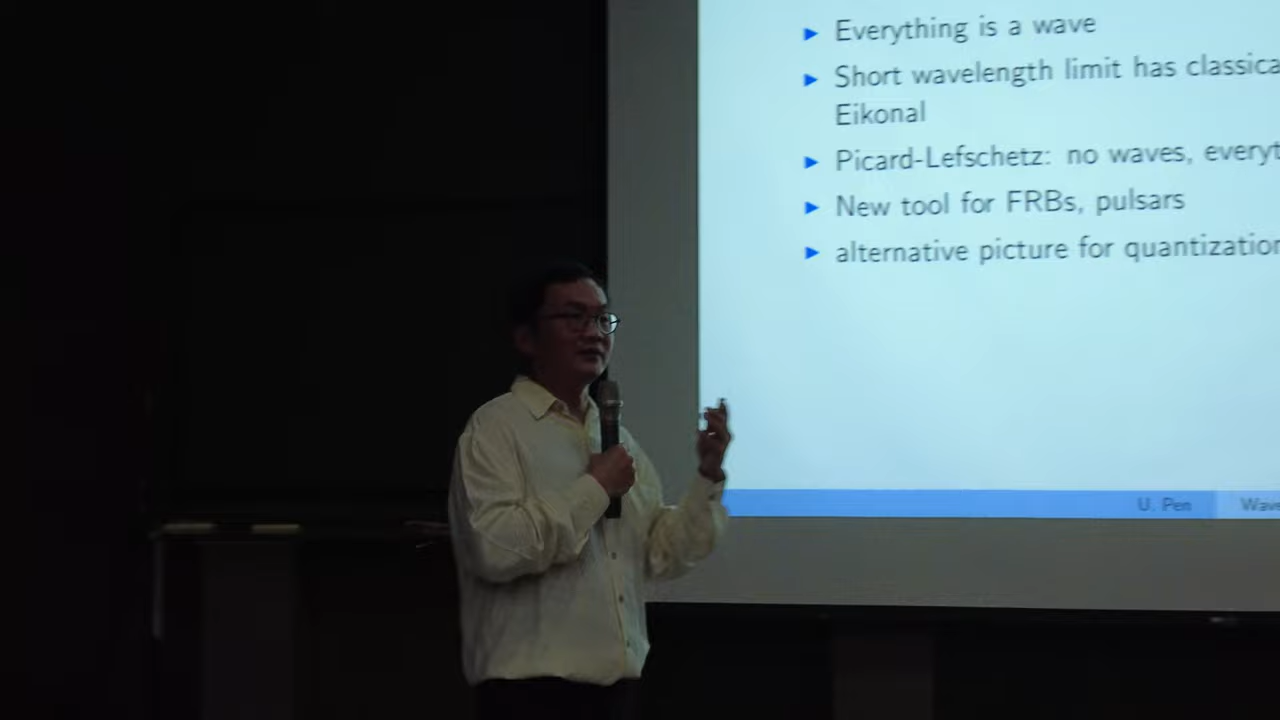 Everything is a wave
Short wavelength limit has classica
Eikonal
Picard-Lefschetz: no waves, everyt
New tool for FRBs, pulsars
alternative picture for quantization
U. Pen
Wave